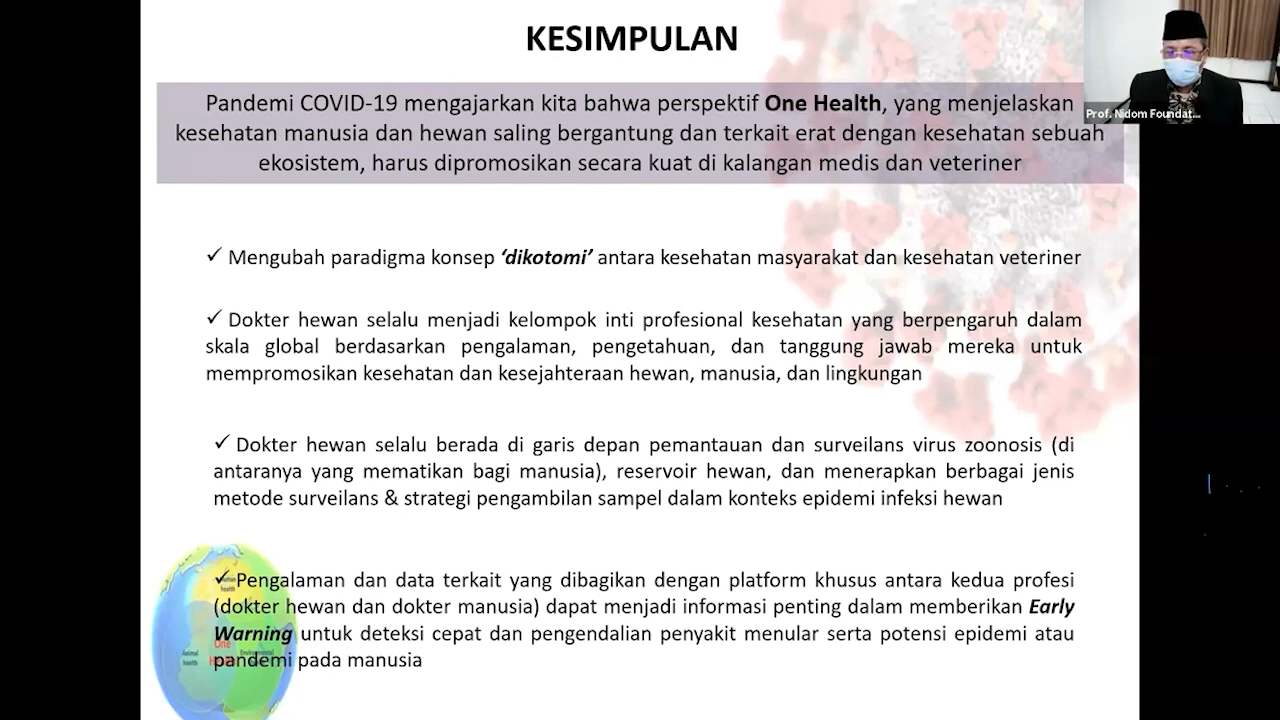 KESIMPULAN
Pandemi COVID-19 mengajarkan kita bahwa perspektif One Health, yang menjelaskan
kesehatan manusia dan hewan saling bergantung dan terkait erat dengan kesehatan sebuah
ekosistem, harus dipromosikan secara kuat di kalangan medis dan veteriner
Prof. Nidom Foundat...
✓ Mengubah paradigma konsep ‘dikotomi’ antara kesehatan masyarakat dan kesehatan veteriner
✓ Dokter hewan selalu menjadi kelompok inti profesional kesehatan yang berpengaruh dalam
skala global berdasarkan pengalaman, pengetahuan, dan tanggung jawab mereka untuk
mempromosikan kesehatan dan kesejahteraan hewan, manusia, dan lingkungan
✓ Dokter hewan selalu berada di garis depan pemantauan dan surveilans virus zoonosis (di
antaranya yang mematikan bagi manusia), reservoir hewan, dan menerapkan berbagai jenis
metode surveilans & strategi pengambilan sampel dalam konteks epidemi infeksi hewan
✓ Pengalaman dan data terkait yang dibagikan dengan platform khusus antara kedua profesi
(dokter hewan dan dokter manusia) dapat menjadi informasi penting dalam memberikan Early
Warning untuk deteksi cepat dan pengendalian penyakit menular serta potensi epidemi atau
pandemi pada manusia
health
One
Animal
health